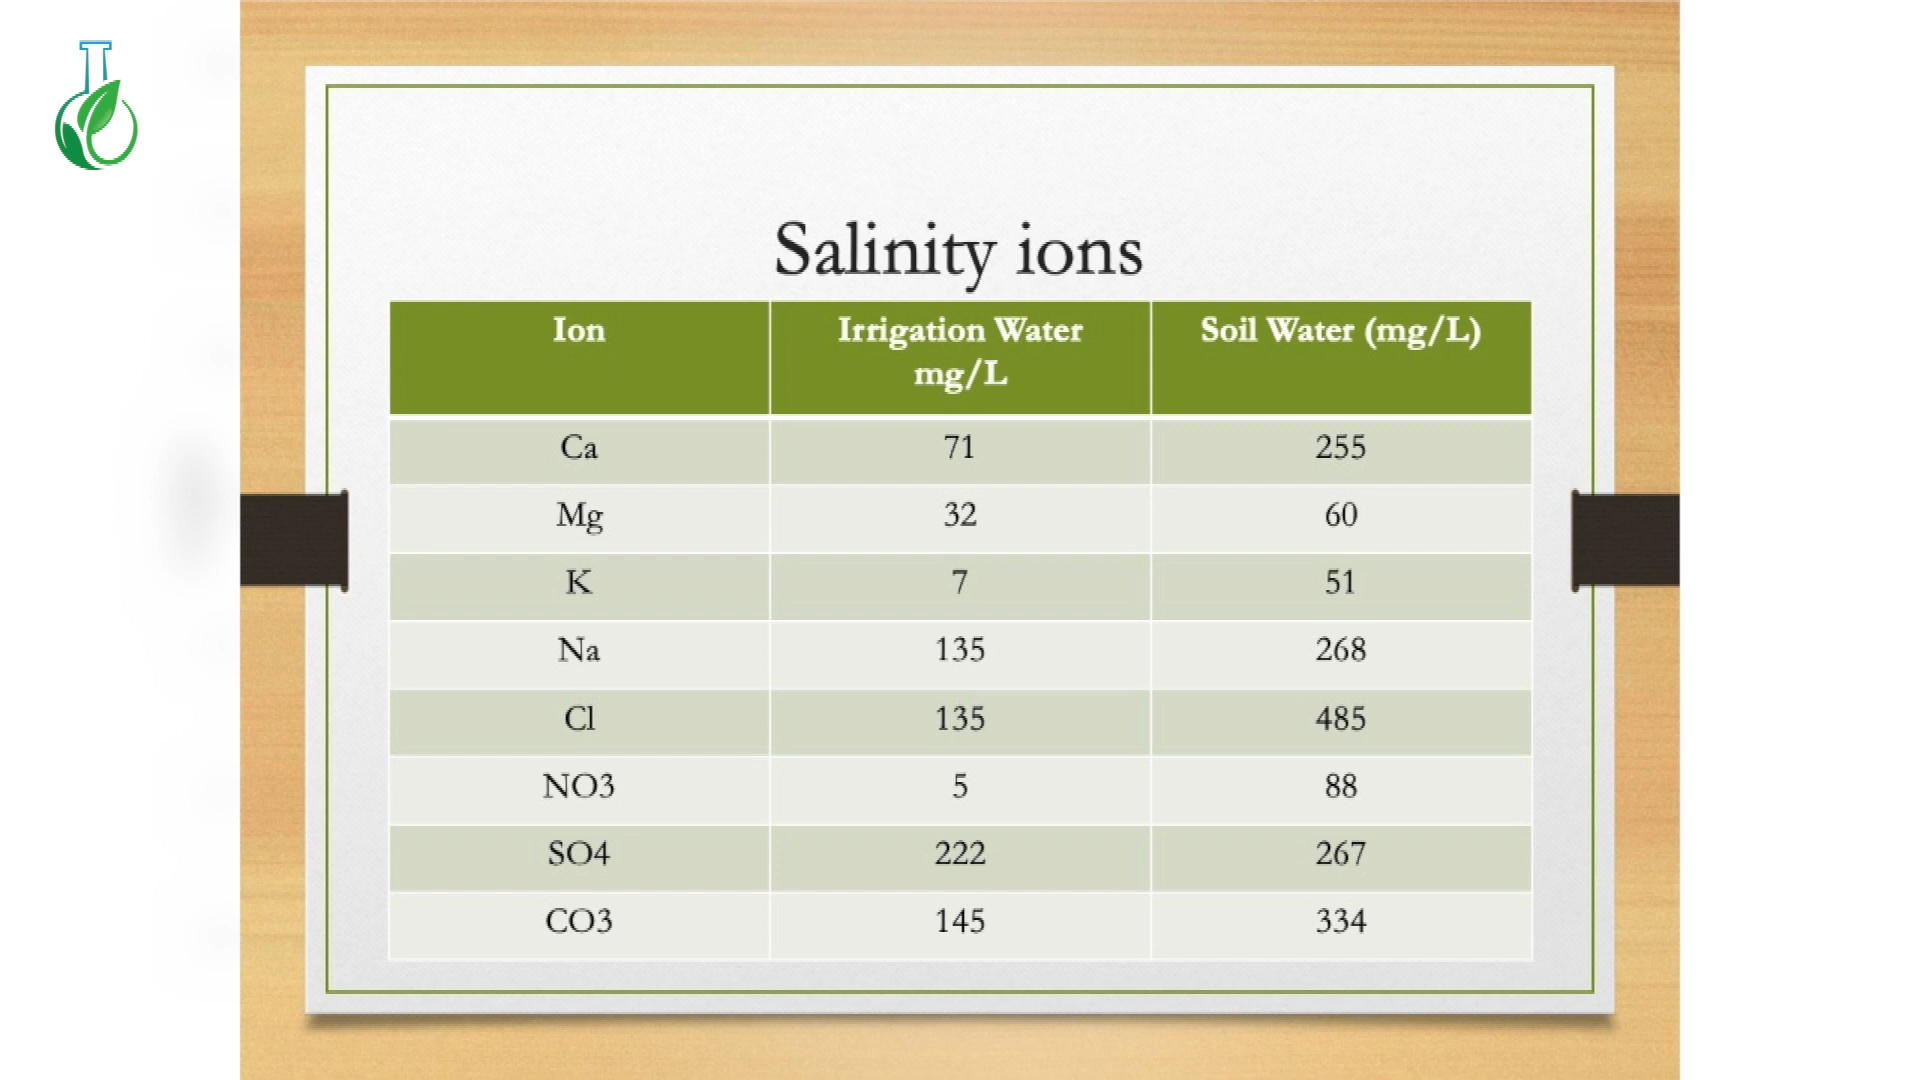 Salinity ions
Ion Irrigation Water mg/L Soil Water (mg/L)
Ca 71 255
Mg 32 60
K 7 51
Na 135 268
Cl 135 485
NO3 5 88
SO4 222 267
CO3 145 334